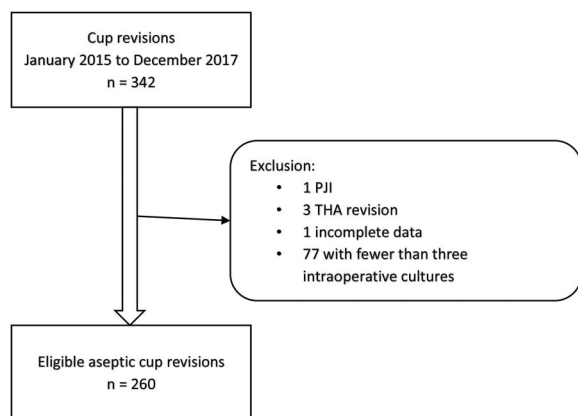 Cup revisions
January 2015 to December 2017
n = 342
Exclusion:
• 1 PJI
• 3 THA revision
• 1 incomplete data
• 77 with fewer than three
intraoperative cultures
Eligible aseptic cup revisions
n = 260